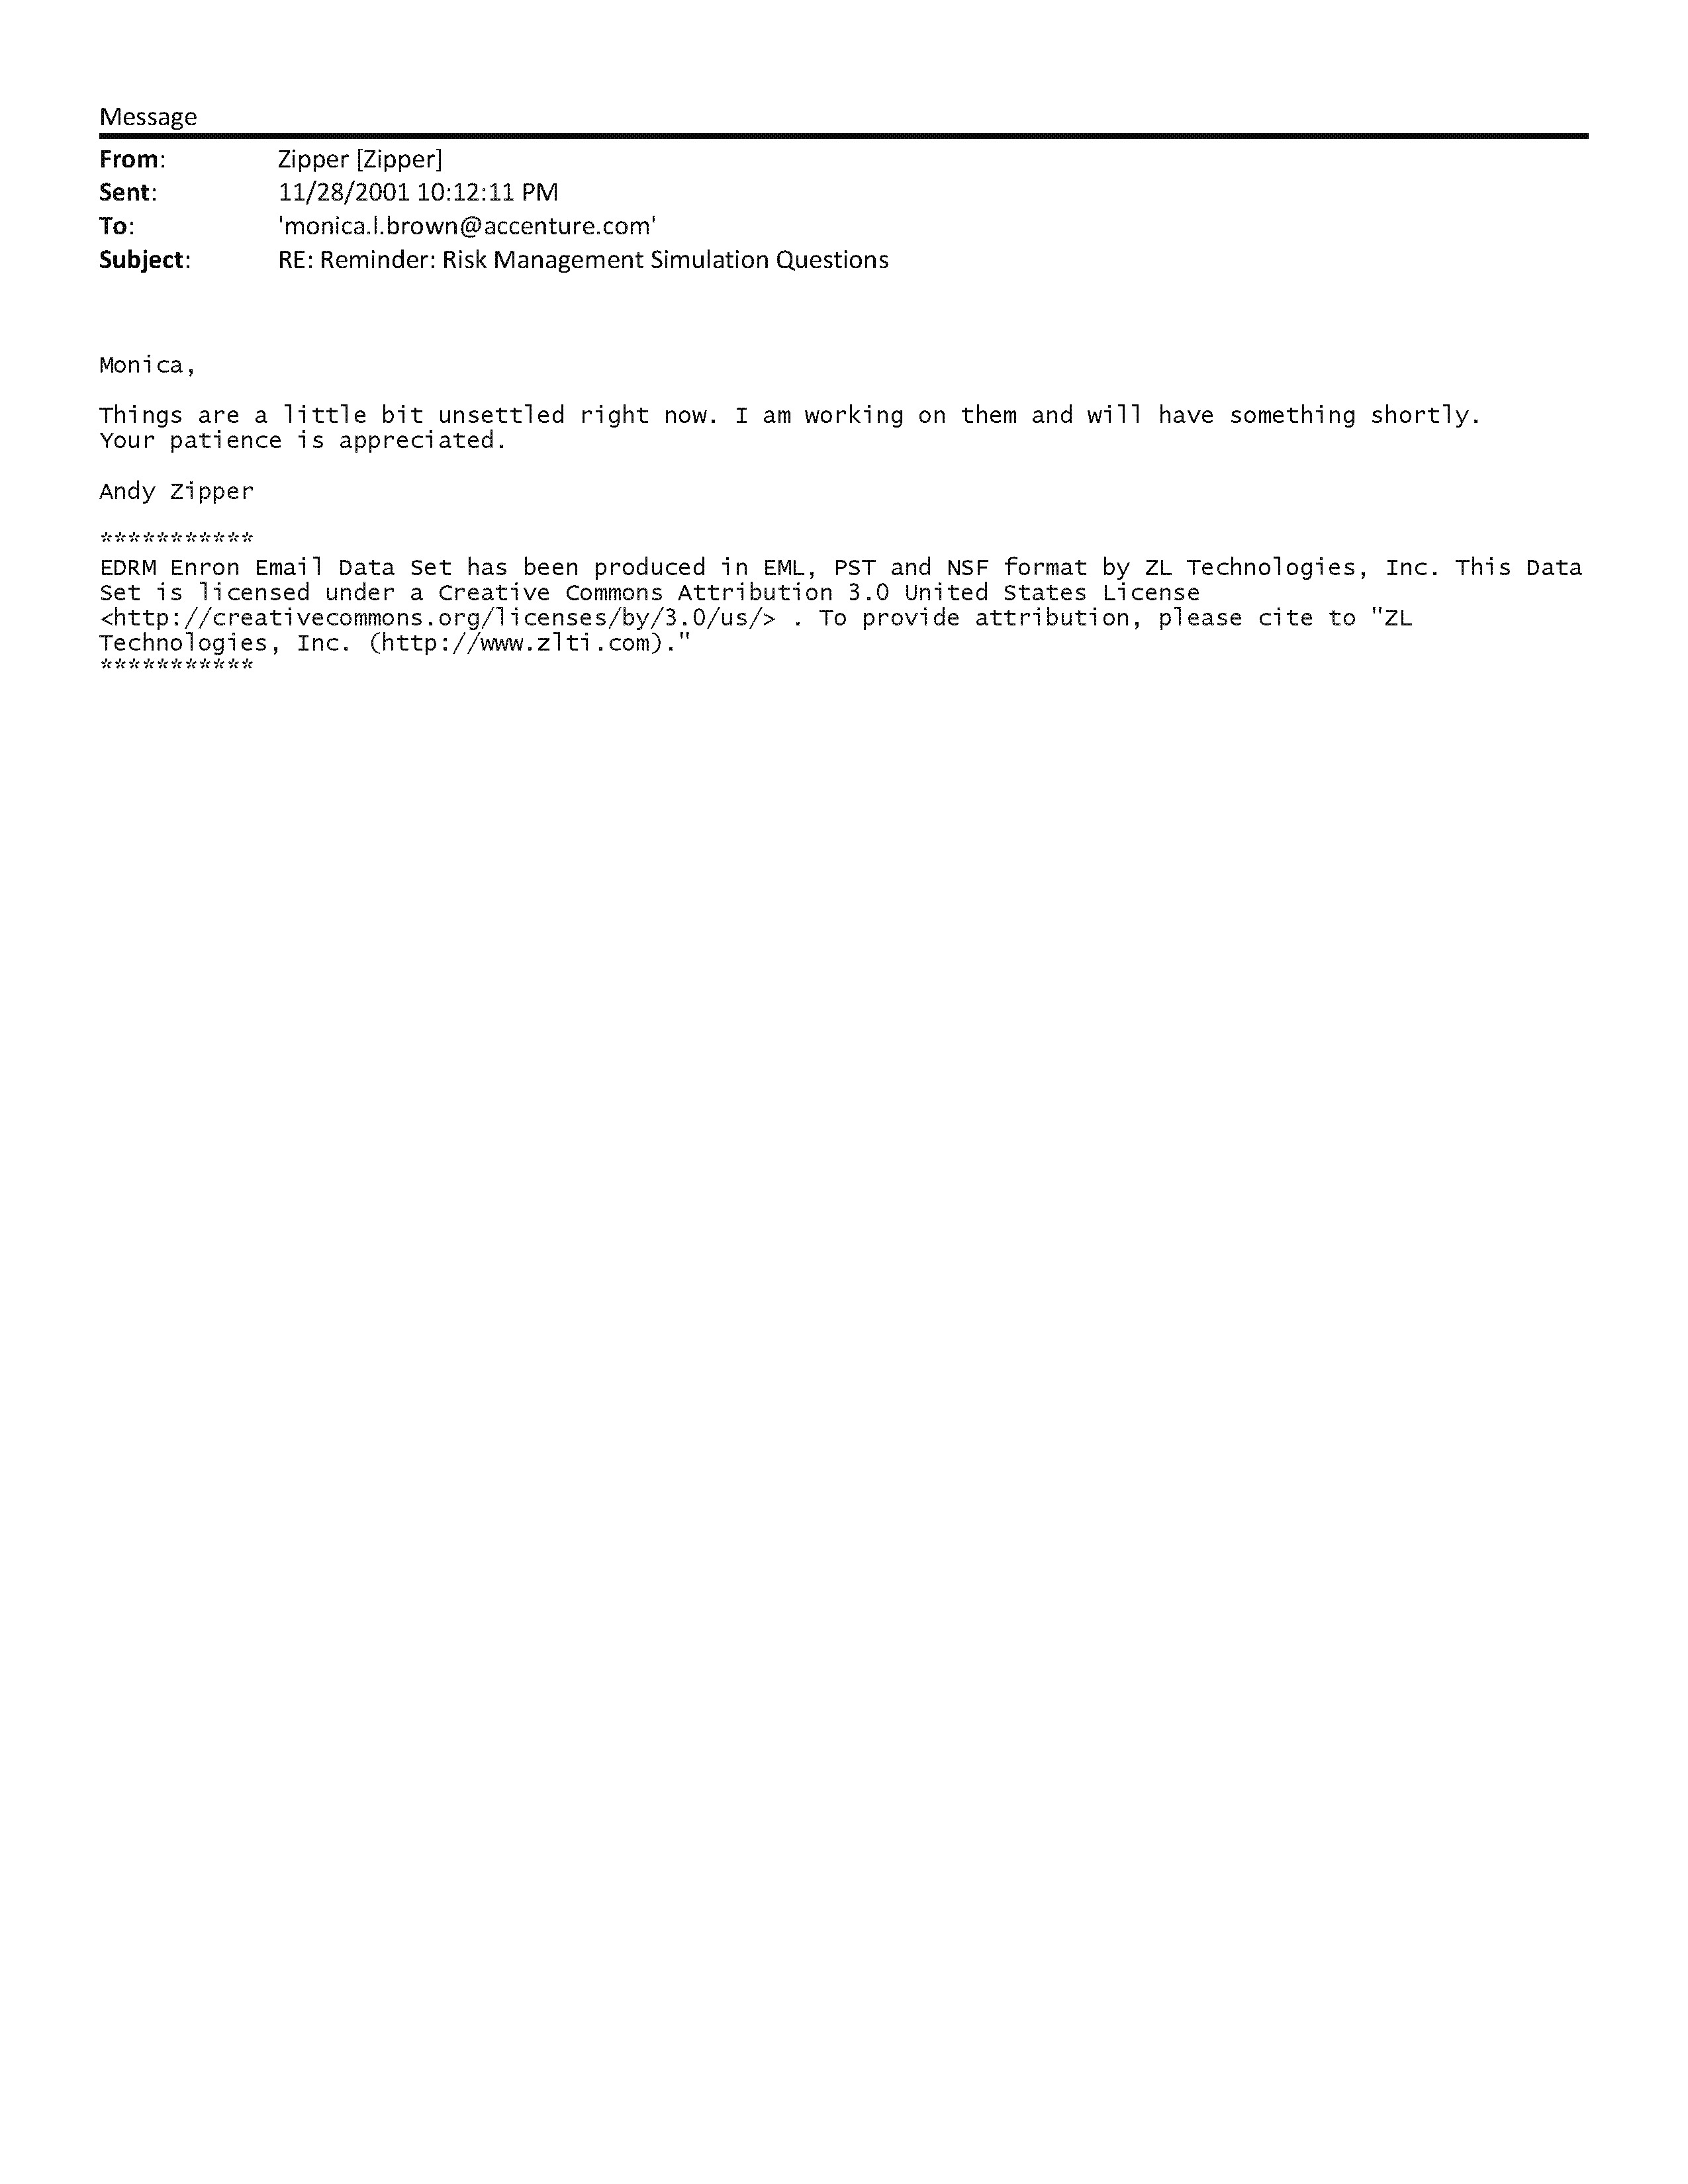 Message
From: Zipper [Zipper]
Sent: 11/28/2001 10:12:11 PM
To: 'monica.l.brown@accenture.com'
Subject: RE: Reminder: Risk Management Simulation Questions
Monica,
Things are a little bit unsettled right now. I am working on them and will have something shortly.
Your patience is appreciated.
Andy Zipper
***********
EDRM Enron Email Data Set has been produced in EML, PST and NSF format by ZL Technologies, Inc. This Data
Set is licensed under a Creative Commons Attribution 3.0 United States License
<http://creativecommons.org/licenses/by/3.0/us/> . To provide attribution, please cite to "ZL
Technologies, Inc. (http://www.zlti.com)."
***********